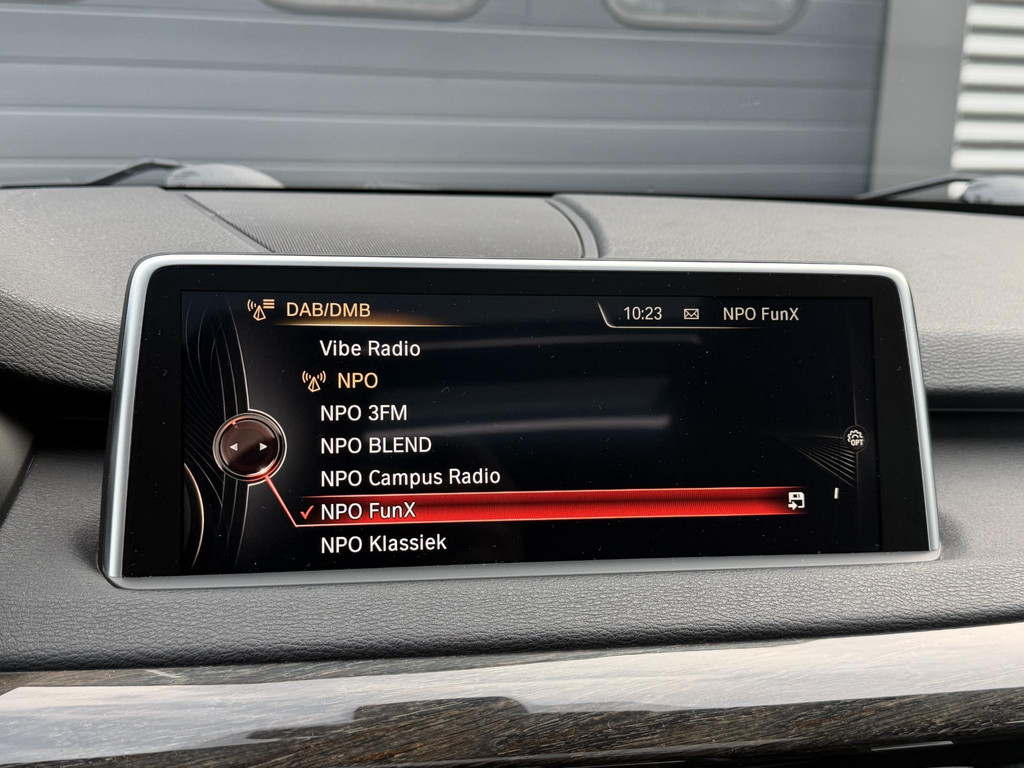 DAB/DMB
10:23 NPO FunX
Vibe Radio
NPO
NPO 3FM
NPO BLEND
NPO Campus Radio
OPT
NPO FunX
NPO Klassiek